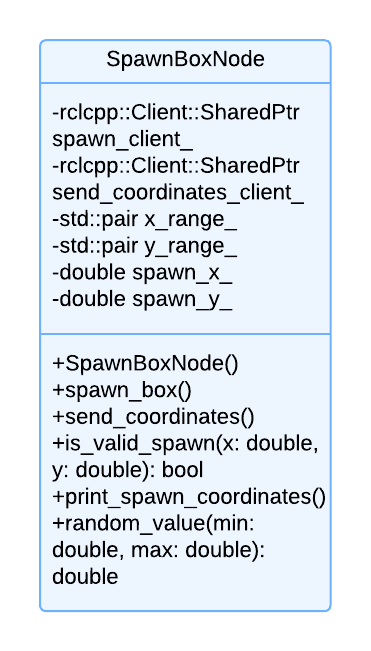 SpawnBoxNode
-rclcpp::Client::SharedPtr
spawn_client_
-rclcpp::Client::SharedPtr
send_coordinates_client_
-std::pair x_range_
-std::pair y_range_
-double spawn_x_
-double spawn_y_
+SpawnBoxNode()
+spawn_box()
+send_coordinates()
+is_valid_spawn(x: double,
y: double): bool
+print_spawn_coordinates()
+random_value(min:
double, max: double):
double